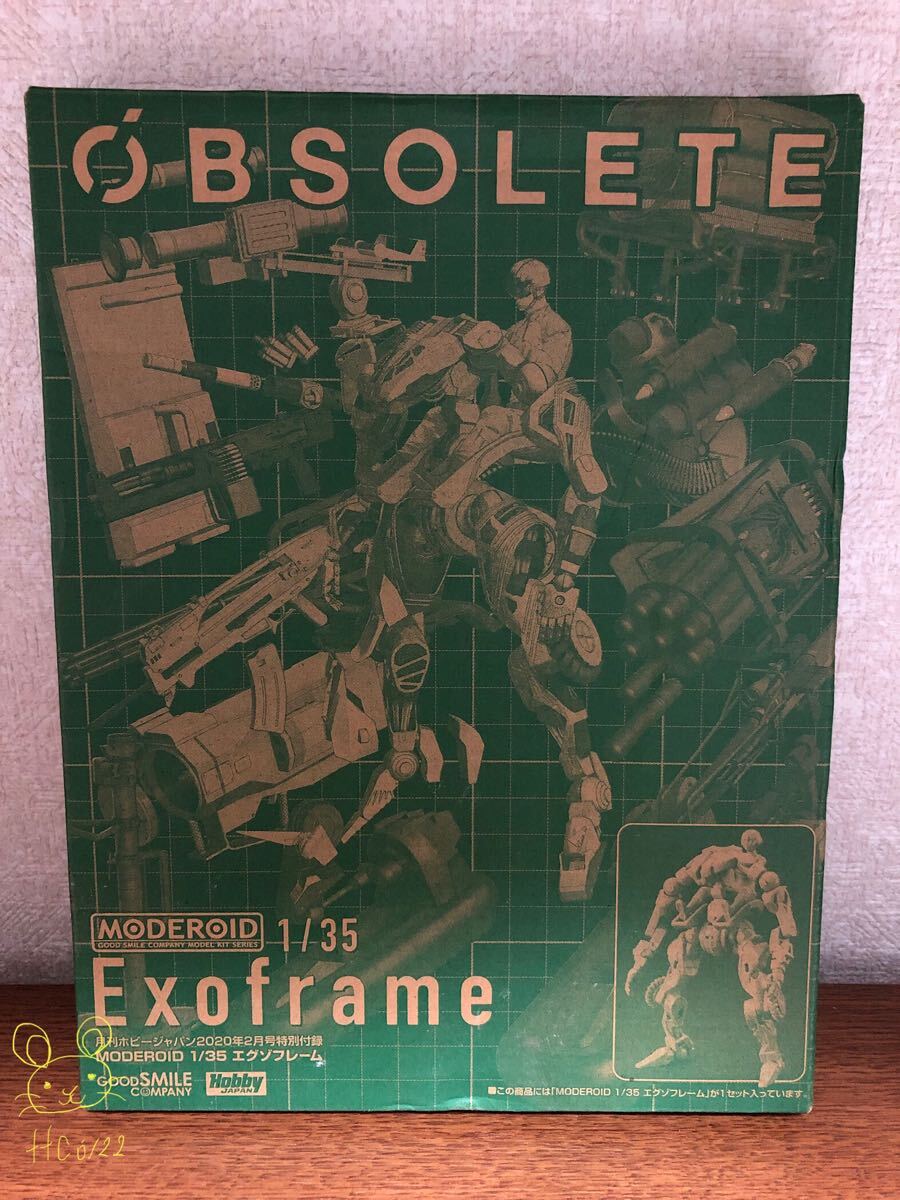 OBSOLETE
MODEROID
GOOD SMILE COMPANY MODEL KIT SERIES
1/35
Exoframe
月刊ホビージャパン2020年2月号特別付録
MODEROID 1/35 エグゾフレーム
GOODSMILE COMPANY
Hobby JAPAN
■この商品には「MODEROID 1/35 エグゾフレーム」が1セット入っています。